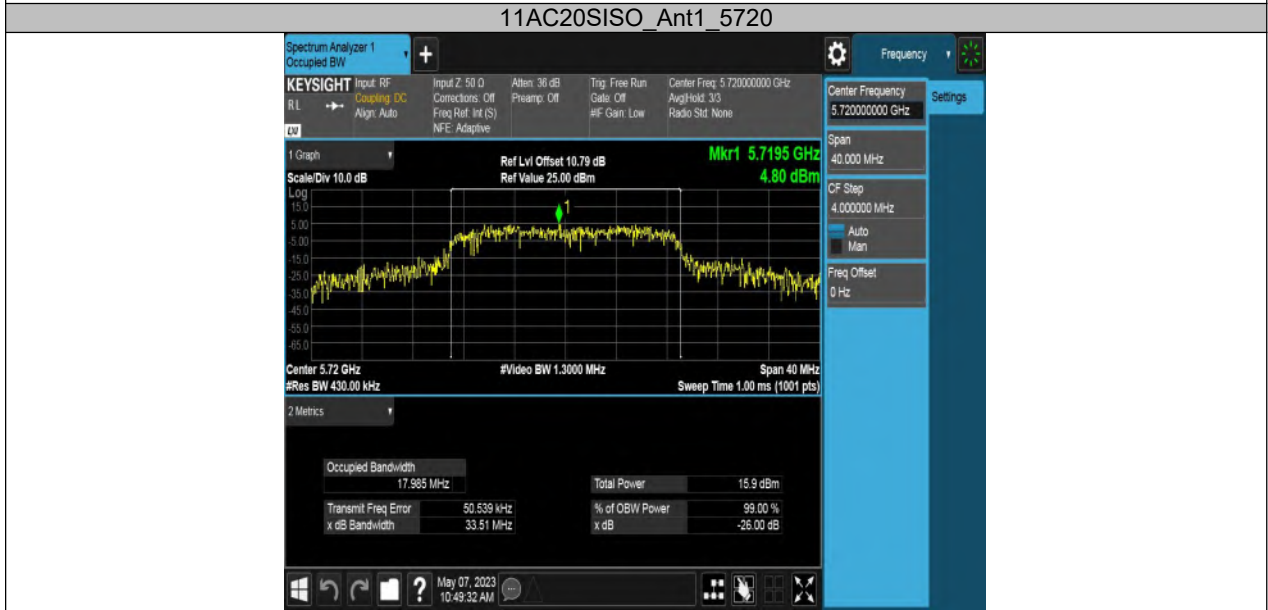 11AC20SISO_Ant1_5720
Spectrum Analyzer 1
Occupied BW
+
Frequency
KEYSIGHT
RL
Input: RF
Coupling: DC
Align: Auto
Input Z: 50 Ω
Corrections: Off
Freq Ref: Int (S)
NFE: Adaptive
Atten: 36 dB
Preamp: Off
Trig: Free Run
Gate: Off
#IF Gain: Low
Center Freq: 5.720000000 GHz
Avg|Hold: 3/3
Radio Std: None
Center Frequency
5.720000000 GHz
Settings
Span
40.000 MHz
CF Step
4.000000 MHz
Auto
Man
Freq Offset
0 Hz
1 Graph
Scale/Div 10.0 dB
Ref Lvl Offset 10.79 dB
Ref Value 25.00 dBm
Mkr1 5.7195 GHz
4.80 dBm
Log
15.0
5.00
-5.00
-15.0
-25.0
-35.0
-45.0
-55.0
-65.0
1
Center 5.72 GHz
#Video BW 1.3000 MHz
Span 40 MHz
#Res BW 430.00 kHz
Sweep Time 1.00 ms (1001 pts)
2 Metrics
Occupied Bandwidth
17.985 MHz
Total Power 15.9 dBm
Transmit Freq Error 50.539 kHz
% of OBW Power 99.00 %
x dB Bandwidth 33.51 MHz
x dB -26.00 dB
?
May 07, 2023
10:49:32 AM